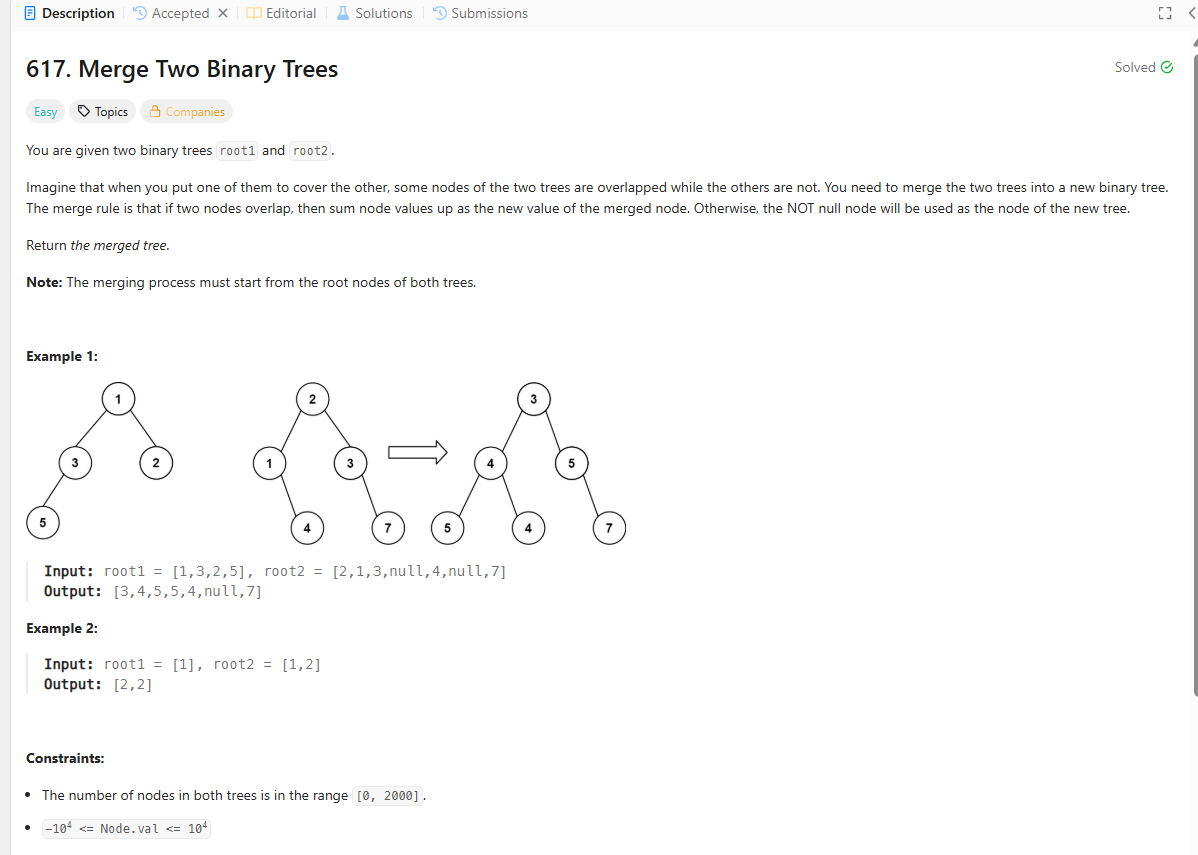 Description Accepted Editorial Solutions Submissions
617. Merge Two Binary Trees
Solved
Easy Topics Companies
You are given two binary trees root1 and root2.
Imagine that when you put one of them to cover the other, some nodes of the two trees are overlapped while the others are not. You need to merge the two trees into a new binary tree.
The merge rule is that if two nodes overlap, then sum node values up as the new value of the merged node. Otherwise, the NOT null node will be used as the node of the new tree.
Return the merged tree.
Note: The merging process must start from the root nodes of both trees.
Example 1:
1 2 3
3 2 1 3 4 5
5 4 7 5 4 7
Input: root1 = [1,3,2,5], root2 = [2,1,3,null,4,null,7]
Output: [3,4,5,5,4,null,7]
Example 2:
Input: root1 = [1], root2 = [1,2]
Output: [2,2]
Constraints:
• The number of nodes in both trees is in the range [0, 2000].
• -10⁴ <= Node.val <= 10⁴